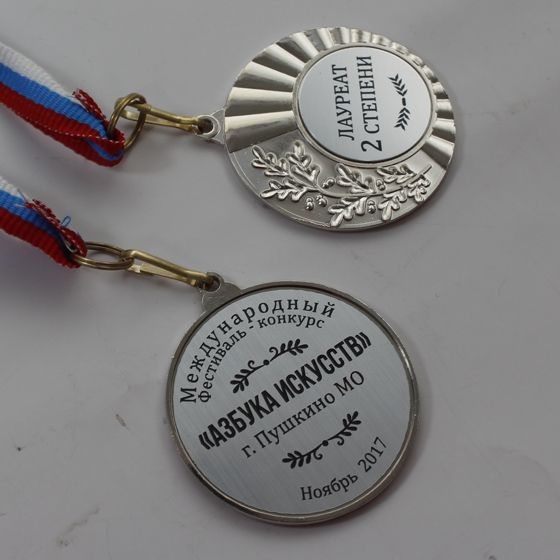 ЛАУРЕАТ
2 СТЕПЕНИ
Международный
Фестиваль - конкурс
«АЗБУКА ИСКУССТВ»
г. Пушкино МО
Ноябрь 2017